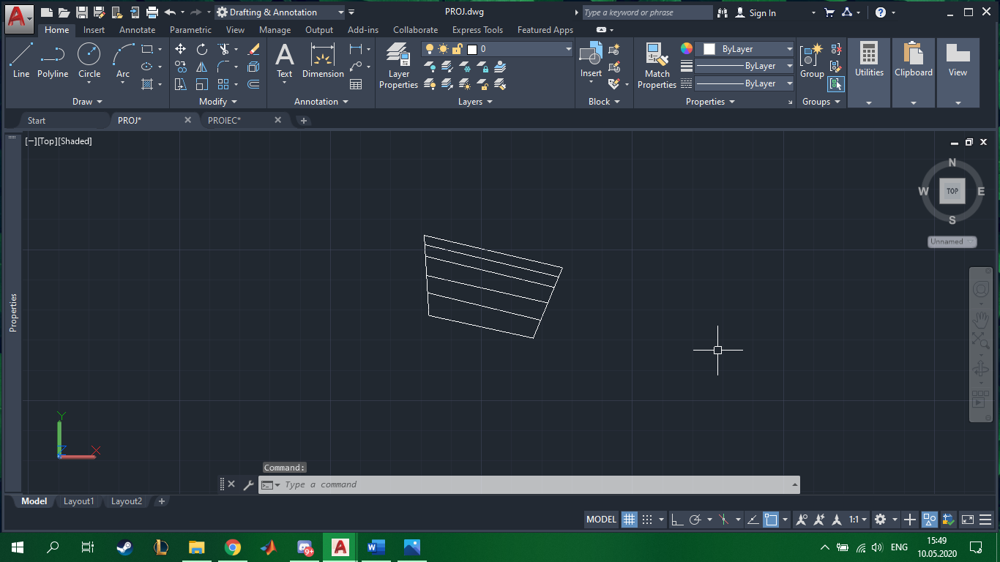 Drafting & Annotation
PROJ.dwg
Type a keyword or phrase
Sign In
Home Insert Annotate Parametric View Manage Output Add-ins Collaborate Express Tools Featured Apps
Line Polyline Circle Arc
Draw
Modify
Text Dimension
Annotation
Layer Properties
0
Layers
Insert
Block
Match Properties
ByLayer
ByLayer
ByLayer
Properties
Group
Groups
Utilities
Clipboard
View
Start PROJ* PROIEC*
[−][Top][Shaded]
N
W TOP E
S
Unnamed
Properties
Y
X
Command:
Type a command
Model Layout1 Layout2
MODEL 1:1
9+
ENG
15:49
10.05.2020